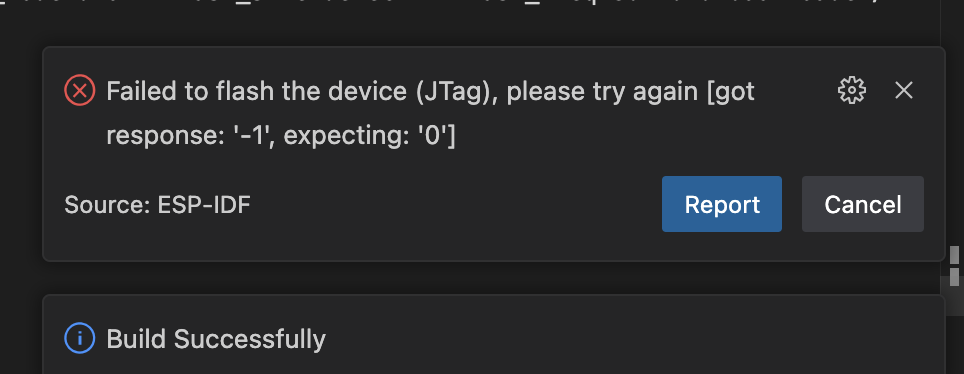 Failed to flash the device (JTag), please try again [got
response: '-1', expecting: '0']
Source: ESP-IDF
Report
Cancel
Build Successfully